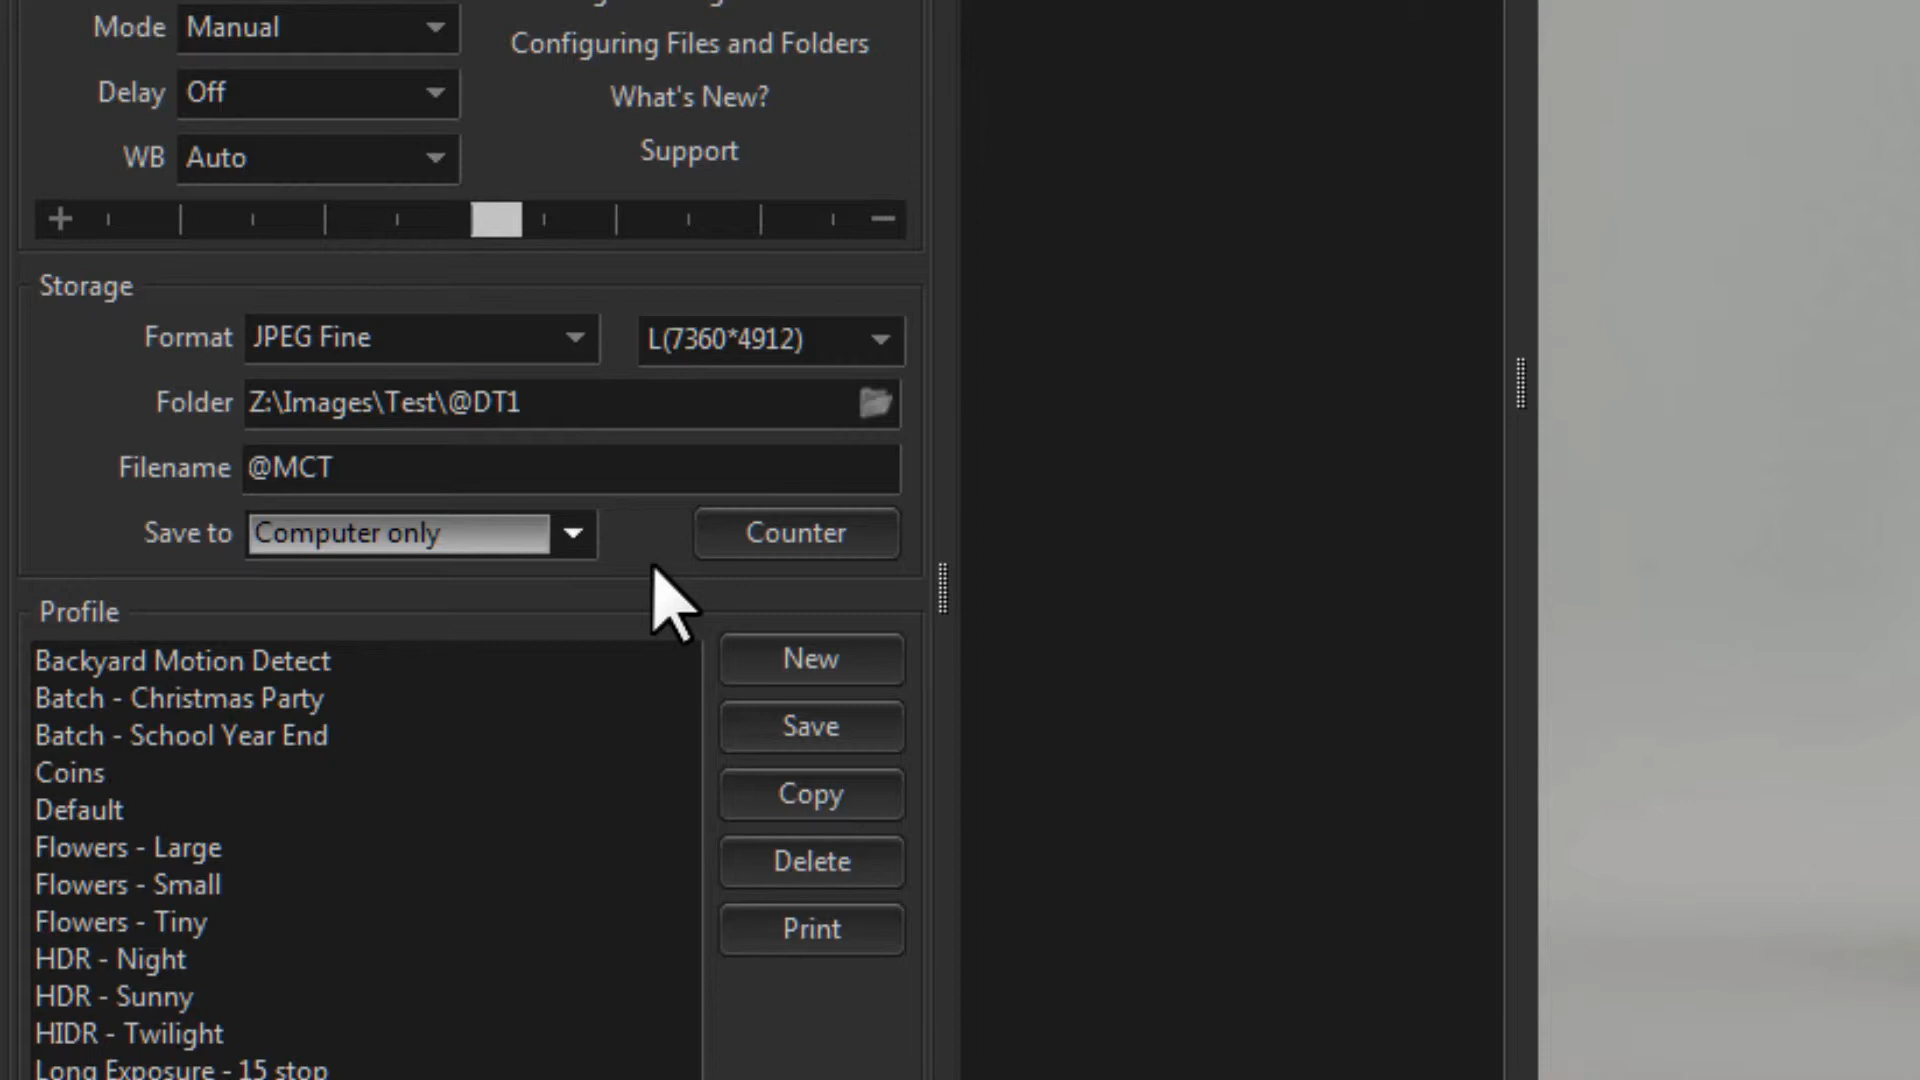 Mode Manual
Configuring Files and Folders
Delay Off
What's New?
WB Auto
Support
Storage
Format JPEG Fine L(7360*4912)
Folder Z:\Images\Test\@DT1
Filename @MCT
Save to Computer only Counter
Profile
Backyard Motion Detect
New
Batch - Christmas Party
Batch - School Year End
Save
Coins
Default
Copy
Flowers - Large
Flowers - Small
Delete
Flowers - Tiny
Print
HDR - Night
HDR - Sunny
HIDR - Twilight
Long Exposure - 15 stop